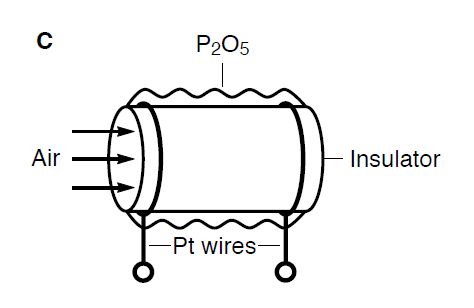 C
P₂O₅
Air
Insulator
Pt wires